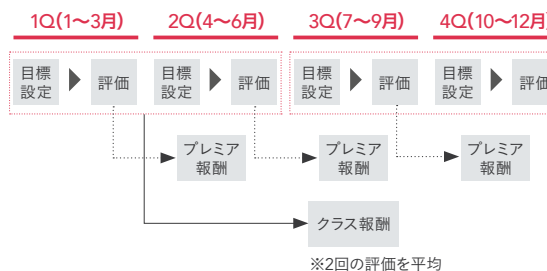 1Q(1〜3月)
2Q(4〜6月)
3Q(7〜9月)
4Q(10〜12月)
目標
設定
評価
目標
設定
評価
目標
設定
評価
目標
設定
評価
プレミア
報酬
プレミア
報酬
プレミア
報酬
クラス報酬
※2回の評価を平均